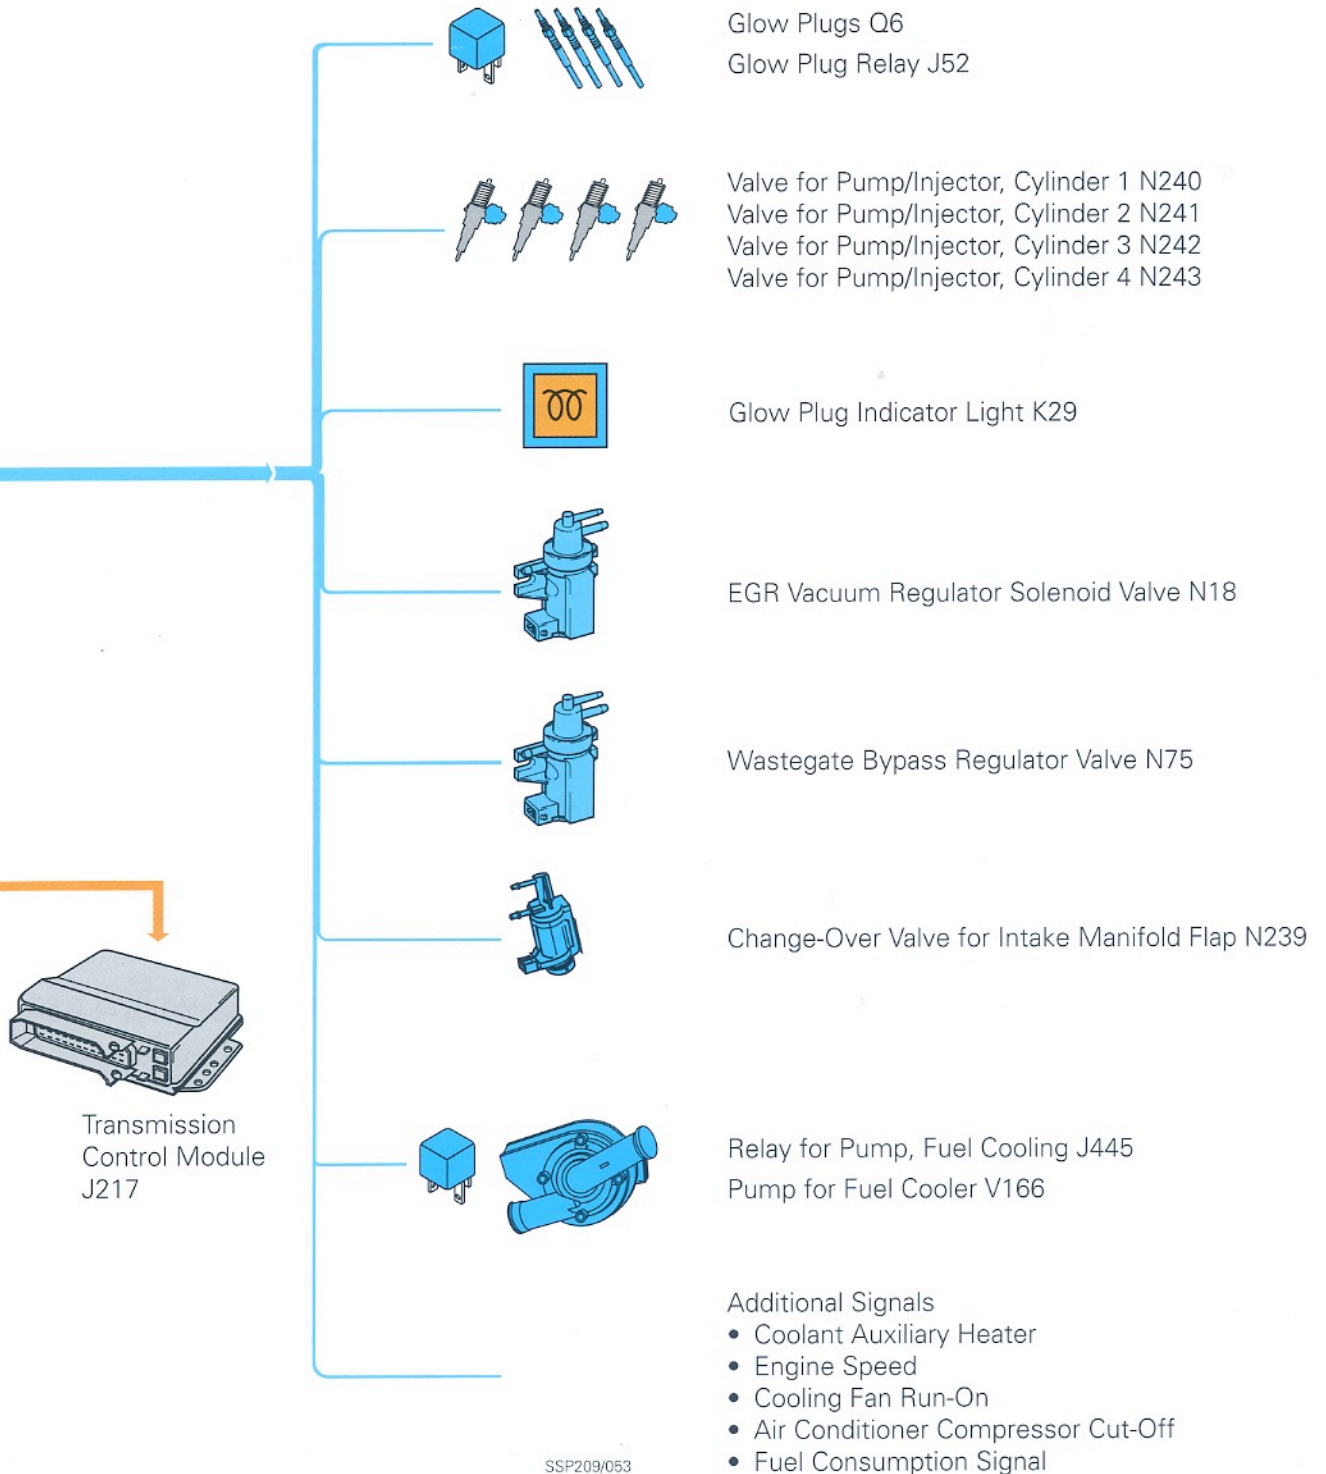 Glow Plugs Q6
Glow Plug Relay J52
Valve for Pump/Injector, Cylinder 1 N240
Valve for Pump/Injector, Cylinder 2 N241
Valve for Pump/Injector, Cylinder 3 N242
Valve for Pump/Injector, Cylinder 4 N243
Glow Plug Indicator Light K29
EGR Vacuum Regulator Solenoid Valve N18
Wastegate Bypass Regulator Valve N75
Change-Over Valve for Intake Manifold Flap N239
Transmission
Control Module
J217
Relay for Pump, Fuel Cooling J445
Pump for Fuel Cooler V166
Additional Signals
• Coolant Auxiliary Heater
• Engine Speed
• Cooling Fan Run-On
• Air Conditioner Compressor Cut-Off
• Fuel Consumption Signal
SSP209/053